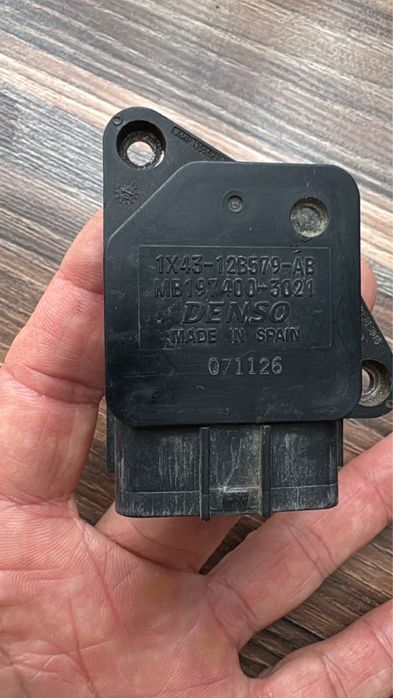 1X43-12B579-AB
MB197400-3021
DENSO
MADE IN SPAIN
071126